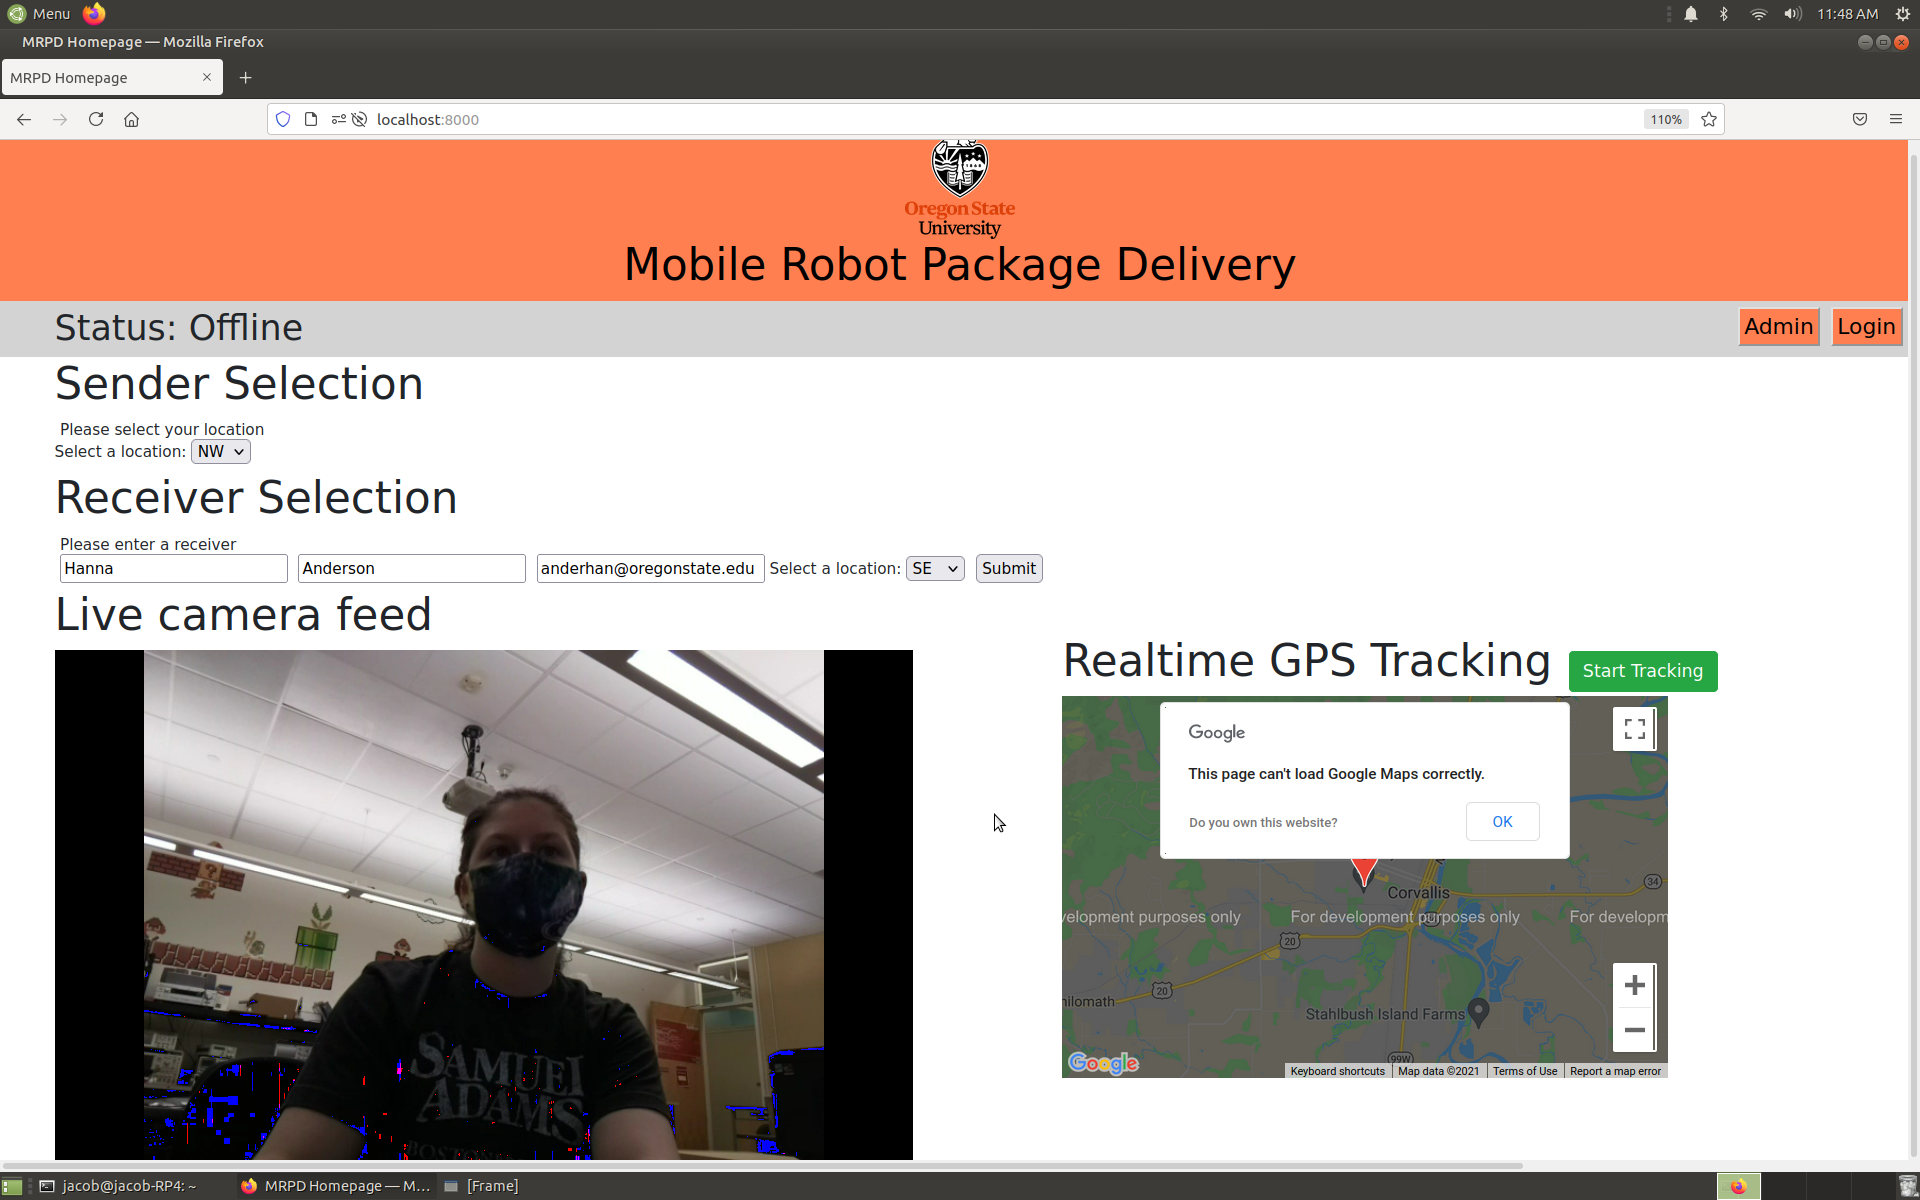 Menu
11:48 AM
MRPD Homepage — Mozilla Firefox
MRPD Homepage
localhost:8000
110%
Oregon State
University
Mobile Robot Package Delivery
Status: Offline
Admin
Login
Sender Selection
Please select your location
Select a location: NW
Receiver Selection
Please enter a receiver
Hanna
Anderson
anderhan@oregonstate.edu
Select a location: SE
Submit
Live camera feed
SAMUEL
ADAMS
Realtime GPS Tracking
Start Tracking
Google
This page can't load Google Maps correctly.
Do you own this website?
OK
Corvallis
34
velopment purposes only
For development purposes only
For developm
20
20
hilomath
Stahlbush Island Farms
99W
Google
Keyboard shortcuts
Map data ©2021
Terms of Use
Report a map error
jacob@jacob-RP4: ~
MRPD Homepage — M...
[Frame]